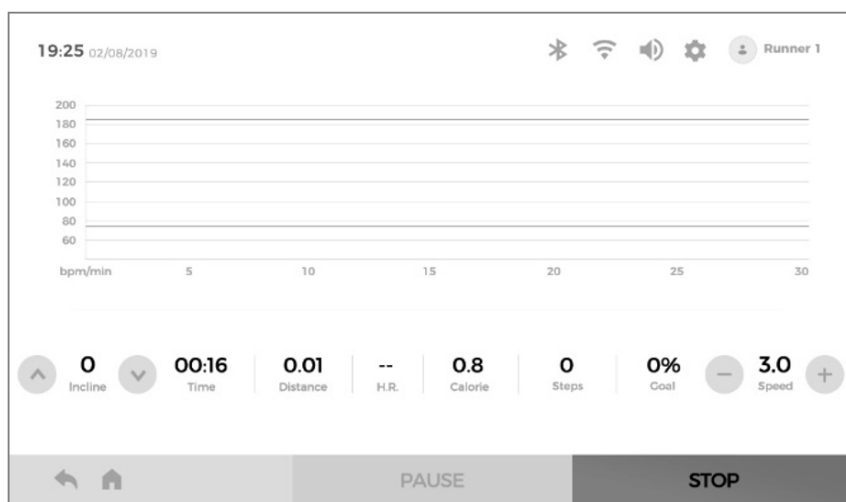 19:25 02/08/2019
Runner 1
200
180
160
140
120
100
80
60
bpm/min 5 10 15 20 25 30
0 00:16 0.01 -- 0.8 0 0% 3.0
Incline Time Distance H.R. Calorie Steps Goal Speed
PAUSE STOP